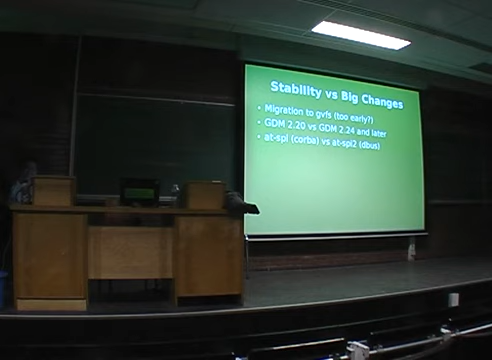 Stability vs Big Changes
• Migration to gvfs (too early?)
• GDM 2.20 vs GDM 2.24 and later
• at-spi (corba) vs at-spi2 (dbus)